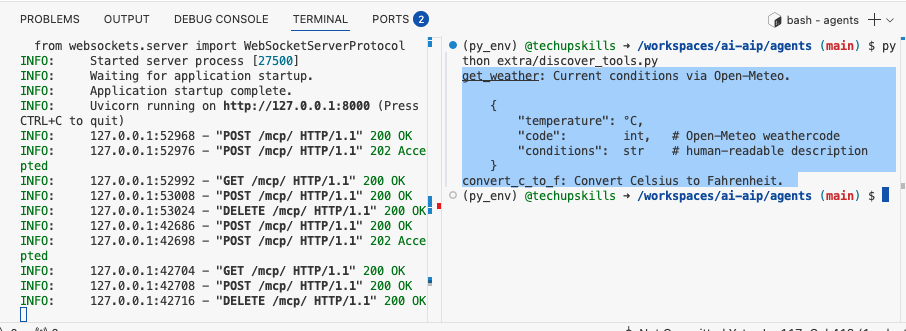 PROBLEMS OUTPUT DEBUG CONSOLE TERMINAL PORTS 2 bash - agents
from websockets.server import WebSocketServerProtocol
INFO: Started server process [27500]
INFO: Waiting for application startup.
INFO: Application startup complete.
INFO: Uvicorn running on http://127.0.0.1:8000 (Press
CTRL+C to quit)
INFO: 127.0.0.1:52968 - "POST /mcp/ HTTP/1.1" 200 OK
INFO: 127.0.0.1:52976 - "POST /mcp/ HTTP/1.1" 202 Acce
pted
INFO: 127.0.0.1:52992 - "GET /mcp/ HTTP/1.1" 200 OK
INFO: 127.0.0.1:53008 - "POST /mcp/ HTTP/1.1" 200 OK
INFO: 127.0.0.1:53024 - "DELETE /mcp/ HTTP/1.1" 200 OK
INFO: 127.0.0.1:42686 - "POST /mcp/ HTTP/1.1" 200 OK
INFO: 127.0.0.1:42698 - "POST /mcp/ HTTP/1.1" 202 Acce
pted
INFO: 127.0.0.1:42704 - "GET /mcp/ HTTP/1.1" 200 OK
INFO: 127.0.0.1:42708 - "POST /mcp/ HTTP/1.1" 200 OK
INFO: 127.0.0.1:42716 - "DELETE /mcp/ HTTP/1.1" 200 OK
(py_env) @techupskills ➜ /workspaces/ai-aip/agents (main) $ py
thon extra/discover_tools.py
get_weather: Current conditions via Open-Meteo.
{
"temperature": °C,
"code": int, # Open-Meteo weathercode
"conditions": str # human-readable description
}
convert_c_to_f: Convert Celsius to Fahrenheit.
(py_env) @techupskills ➜ /workspaces/ai-aip/agents (main) $